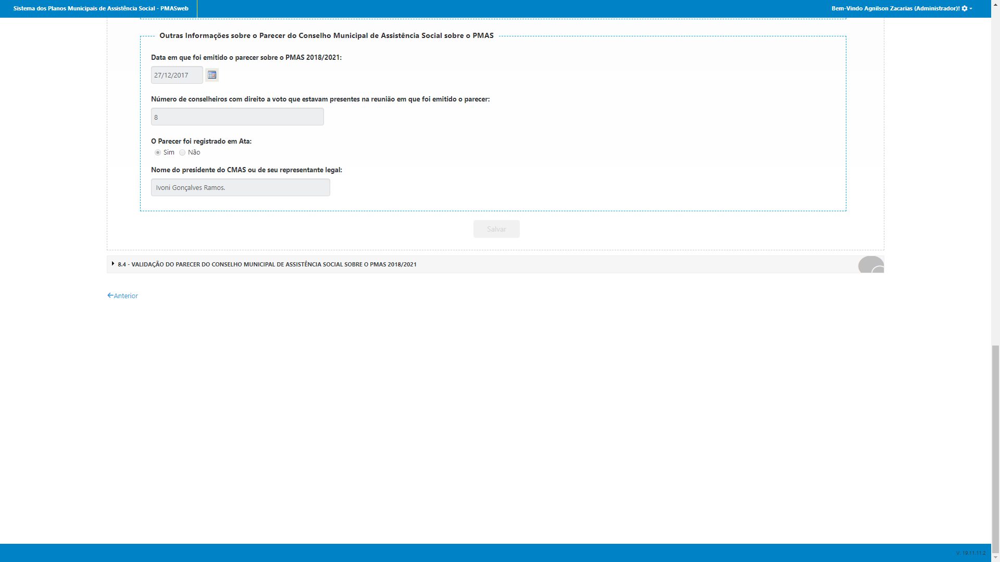 Sistema dos Planos Municipais de Assistência Social - PMASweb
Bem-Vindo Agnilson Zacarias (Administrador)!
Outras Informações sobre o Parecer do Conselho Municipal de Assistência Social sobre o PMAS
Data em que foi emitido o parecer sobre o PMAS 2018/2021:
27/12/2017
Número de conselheiros com direito a voto que estavam presentes na reunião em que foi emitido o parecer:
8
O Parecer foi registrado em Ata:
Sim Não
Nome do presidente do CMAS ou de seu representante legal:
Ivoni Gonçalves Ramos.
Salvar
8.4 - VALIDAÇÃO DO PARECER DO CONSELHO MUNICIPAL DE ASSISTÊNCIA SOCIAL SOBRE O PMAS 2018/2021
Anterior
V. 19.11.11.2